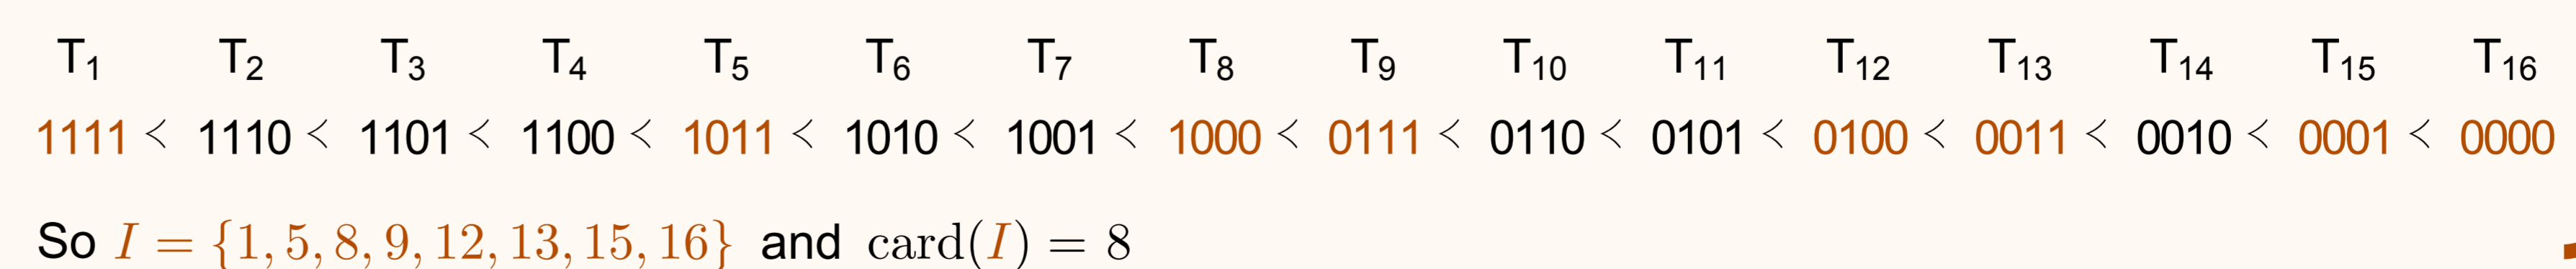 T₁ T₂ T₃ T₄ T₅ T₆ T₇ T₈ T₉ T₁₀ T₁₁ T₁₂ T₁₃ T₁₄ T₁₅ T₁₆
1111 < 1110 < 1101 < 1100 < 1011 < 1010 < 1001 < 1000 < 0111 < 0110 < 0101 < 0100 < 0011 < 0010 < 0001 < 0000
So I = {1, 5, 8, 9, 12, 13, 15, 16} and card(I) = 8